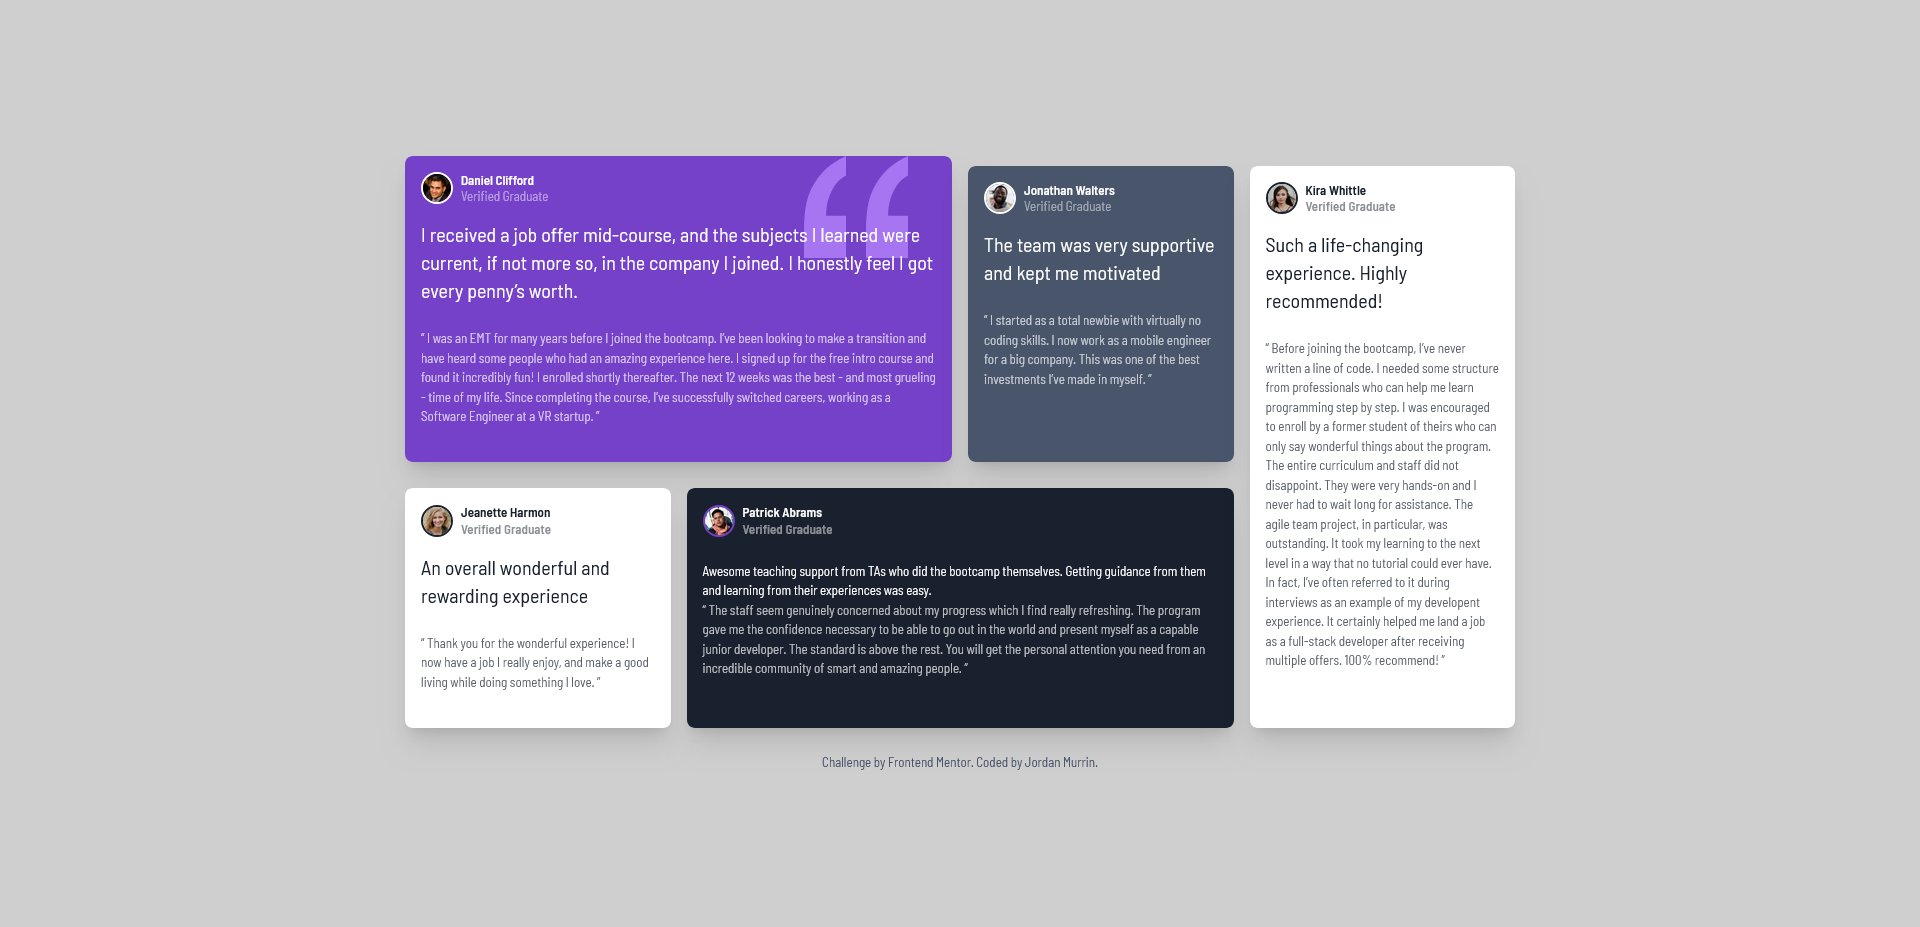 Daniel Clifford
Verified Graduate
I received a job offer mid-course, and the subjects I learned were
current, if not more so, in the company I joined. I honestly feel I got
every penny’s worth.
“ I was an EMT for many years before I joined the bootcamp. I’ve been looking to make a transition and
have heard some people who had an amazing experience here. I signed up for the free intro course and
found it incredibly fun! I enrolled shortly thereafter. The next 12 weeks was the best - and most grueling
- time of my life. Since completing the course, I’ve successfully switched careers, working as a
Software Engineer at a VR startup. ”
Jonathan Walters
Verified Graduate
The team was very supportive
and kept me motivated
“ I started as a total newbie with virtually no
coding skills. I now work as a mobile engineer
for a big company. This was one of the best
investments I’ve made in myself. ”
Kira Whittle
Verified Graduate
Such a life-changing
experience. Highly
recommended!
“ Before joining the bootcamp, I’ve never
written a line of code. I needed some structure
from professionals who can help me learn
programming step by step. I was encouraged
to enroll by a former student of theirs who can
only say wonderful things about the program.
The entire curriculum and staff did not
disappoint. They were very hands-on and I
never had to wait long for assistance. The
agile team project, in particular, was
outstanding. It took my learning to the next
level in a way that no tutorial could ever have.
In fact, I’ve often referred to it during
interviews as an example of my developent
experience. It certainly helped me land a job
as a full-stack developer after receiving
multiple offers. 100% recommend! ”
Jeanette Harmon
Verified Graduate
An overall wonderful and
rewarding experience
“ Thank you for the wonderful experience! I
now have a job I really enjoy, and make a good
living while doing something I love. ”
Patrick Abrams
Verified Graduate
Awesome teaching support from TAs who did the bootcamp themselves. Getting guidance from them
and learning from their experiences was easy.
“ The staff seem genuinely concerned about my progress which I find really refreshing. The program
gave me the confidence necessary to be able to go out in the world and present myself as a capable
junior developer. The standard is above the rest. You will get the personal attention you need from an
incredible community of smart and amazing people. ”
Challenge by Frontend Mentor. Coded by Jordan Murrin.